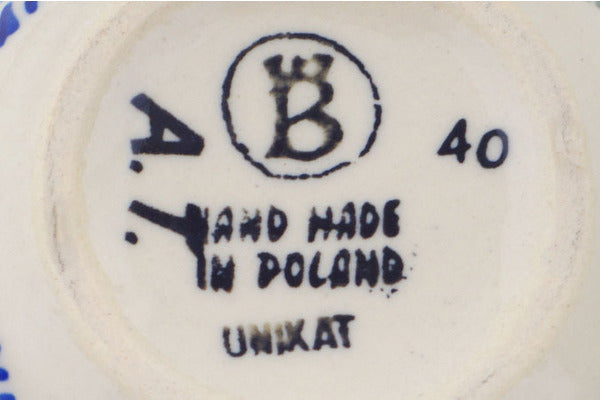 B
40
A.T.
HAND MADE
IN POLAND
UNIKAT